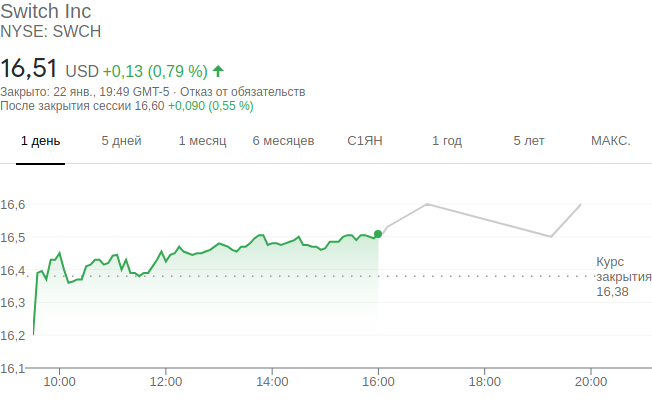 Switch Inc
NYSE: SWCH
16,51 USD +0,13 (0,79 %)
Закрыто: 22 янв., 19:49 GMT-5 · Отказ от обязательств
После закрытия сессии 16,60 +0,090 (0,55 %)
1 день 5 дней 1 месяц 6 месяцев С1ЯН 1 год 5 лет МАКС.
16,6
16,5
16,4
16,3
16,2
16,1
Курс
закрытия
16,38
10:00 12:00 14:00 16:00 18:00 20:00